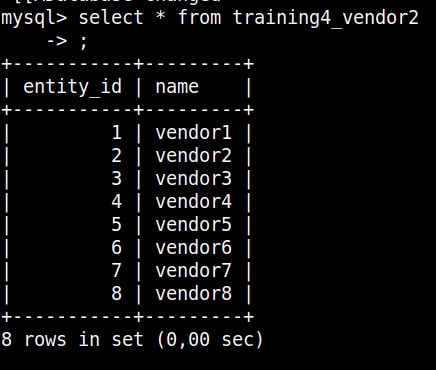 mysql> select * from training4_vendor2
    -> ;
+-----------+---------+
| entity_id | name    |
+-----------+---------+
|         1 | vendor1 |
|         2 | vendor2 |
|         3 | vendor3 |
|         4 | vendor4 |
|         5 | vendor5 |
|         6 | vendor6 |
|         7 | vendor7 |
|         8 | vendor8 |
+-----------+---------+
8 rows in set (0,00 sec)